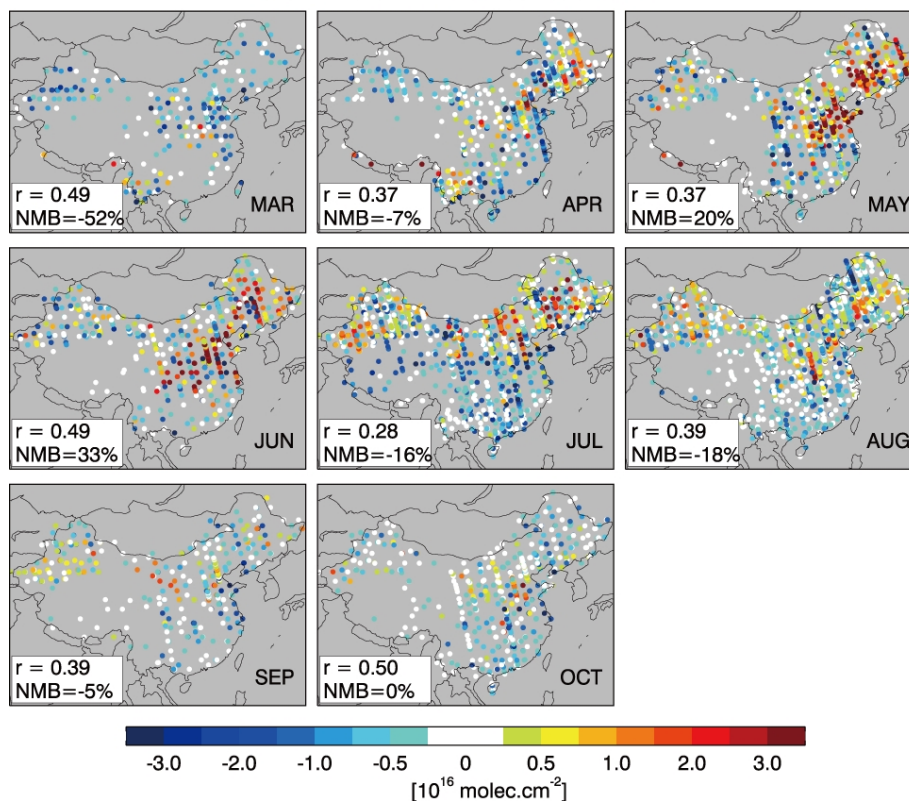 r = 0.49
NMB=-52%
MAR
r = 0.37
NMB=-7%
APR
r = 0.37
NMB=20%
MAY
r = 0.49
NMB=33%
JUN
r = 0.28
NMB=-16%
JUL
r = 0.39
NMB=-18%
AUG
r = 0.39
NMB=-5%
SEP
r = 0.50
NMB=0%
OCT
-3.0 -2.0 -1.0 -0.5 0 0.5 1.0 2.0 3.0
[10¹⁶ molec.cm⁻²]